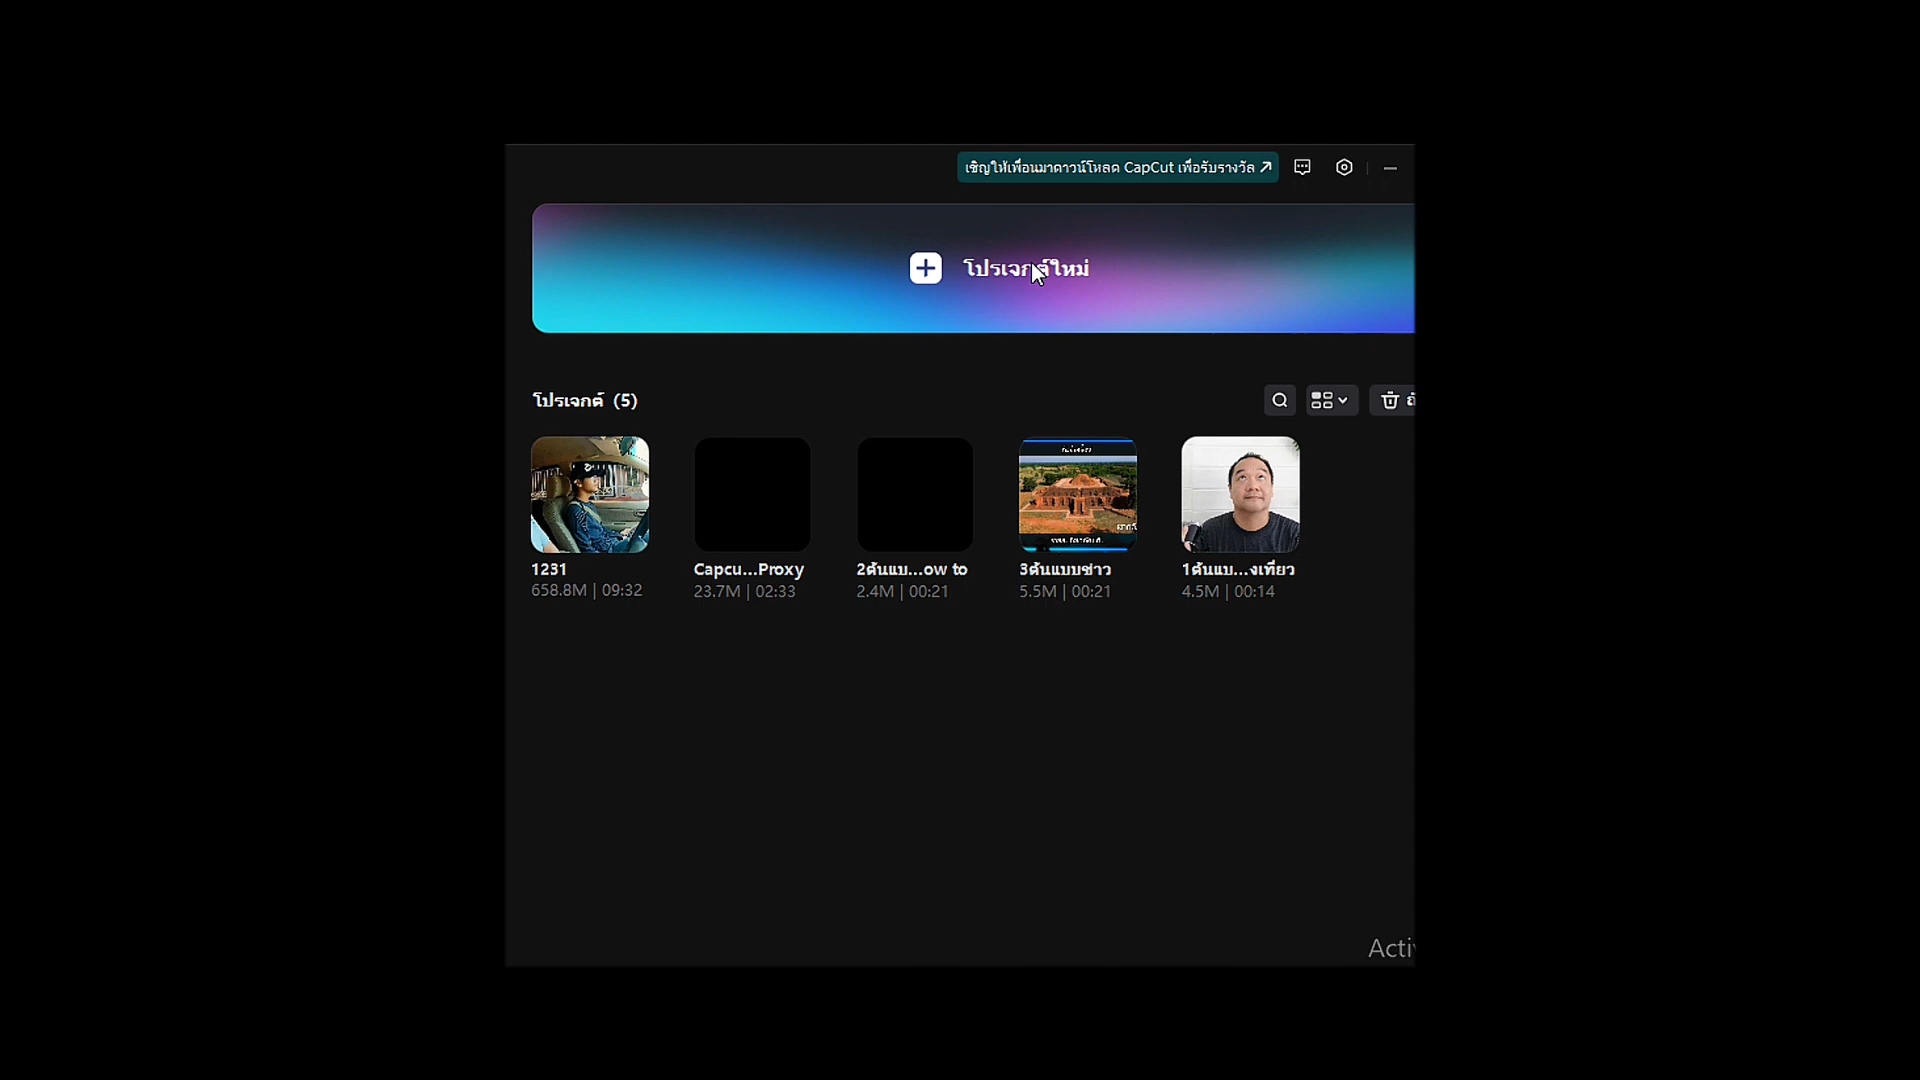 เชิญให้เพื่อนมาดาวน์โหลด CapCut เพื่อรับรางวัล
โปรเจกต์ใหม่
โปรเจกต์ (5)
1231
658.8M | 09:32
Capcu...Proxy
23.7M | 02:33
2ต้นแบ...ow to
2.4M | 00:21
3ต้นแบบข่าว
5.5M | 00:21
1ต้นแบ...งเที่ยว
4.5M | 00:14
Acti